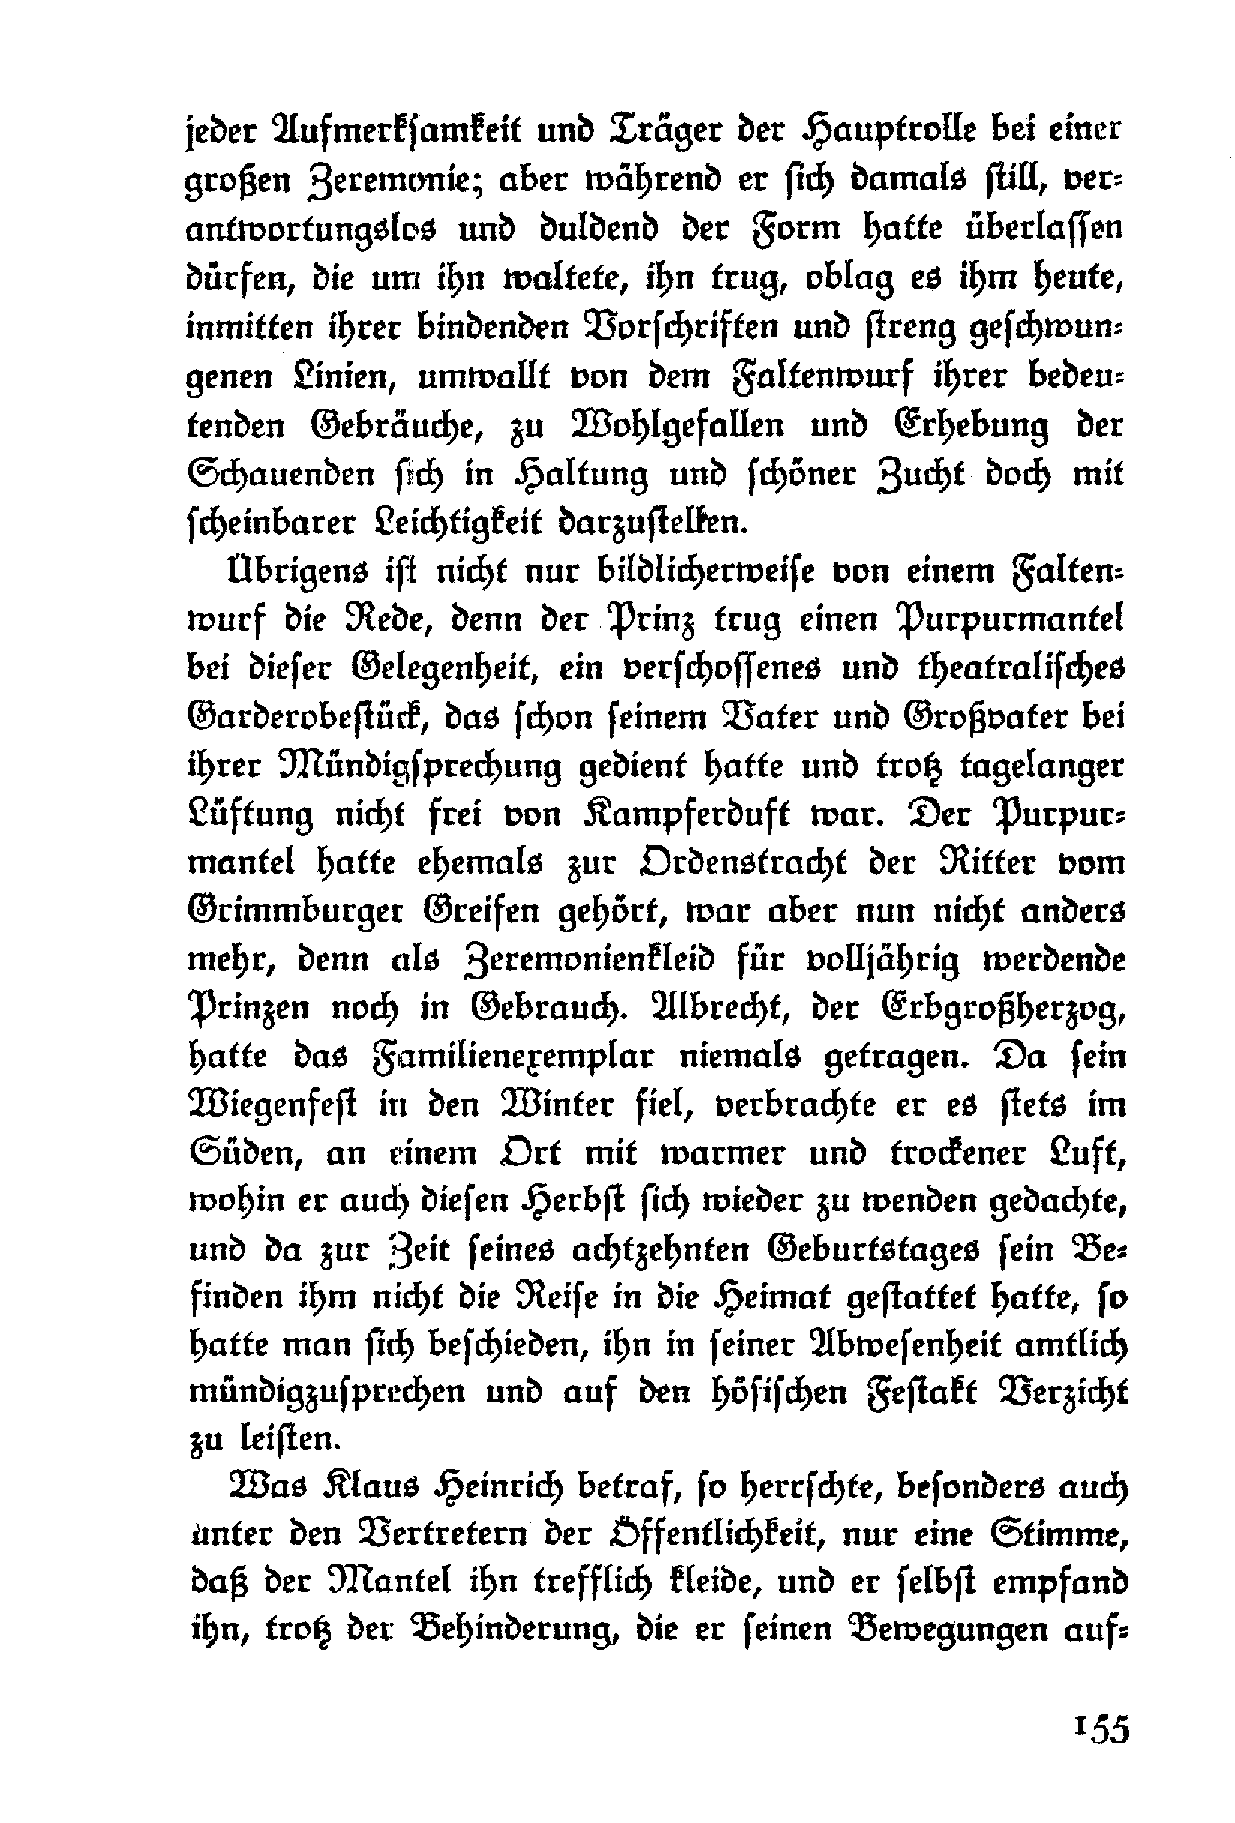 jeder Aufmerkſamkeit und Träger der Hauptrolle bei einer
großen Zeremonie; aber während er ſich damals ſtill, ver⸗
antwortungslos und duldend der Form hatte überlaſſen
dürfen, die um ihn waltete, ihn trug, oblag es ihm heute,
inmitten ihrer bindenden Vorſchriften und ſtreng geſchwun⸗
genen Linien, umwallt von dem Faltenwurf ihrer bedeu⸗
tenden Gebräuche, zu Wohlgefallen und Erhebung der
Schauenden ſich in Haltung und ſchöner Zucht doch mit
ſcheinbarer Leichtigkeit darzuſtellen.
Übrigens iſt nicht nur bildlicherweiſe von einem Falten⸗
wurf die Rede, denn der Prinz trug einen Purpurmantel
bei dieſer Gelegenheit, ein verſchoſſenes und theatraliſches
Garderobeſtück, das ſchon ſeinem Vater und Großvater bei
ihrer Mündigſprechung gedient hatte und trotz tagelanger
Lüftung nicht frei von Kampferduft war. Der Purpur⸗
mantel hatte ehemals zur Ordenstracht der Ritter vom
Grimmburger Greifen gehört, war aber nun nicht anders
mehr, denn als Zeremonienkleid für volljährig werdende
Prinzen noch in Gebrauch. Albrecht, der Erbgroßherzog,
hatte das Familienexemplar niemals getragen. Da ſein
Wiegenfeſt in den Winter fiel, verbrachte er es ſtets im
Süden, an einem Ort mit warmer und trockener Luft,
wohin er auch dieſen Herbſt ſich wieder zu wenden gedachte,
und da zur Zeit ſeines achtzehnten Geburtstages ſein Be⸗
finden ihm nicht die Reiſe in die Heimat geſtattet hatte, ſo
hatte man ſich beſchieden, ihn in ſeiner Abweſenheit amtlich
mündigzuſprechen und auf den höfiſchen Feſtakt Verzicht
zu leiſten.
Was Klaus Heinrich betraf, ſo herrſchte, beſonders auch
unter den Vertretern der Öffentlichkeit, nur eine Stimme,
daß der Mantel ihn trefflich kleide, und er ſelbſt empfand
ihn, trotz der Behinderung, die er ſeinen Bewegungen auf⸗
155